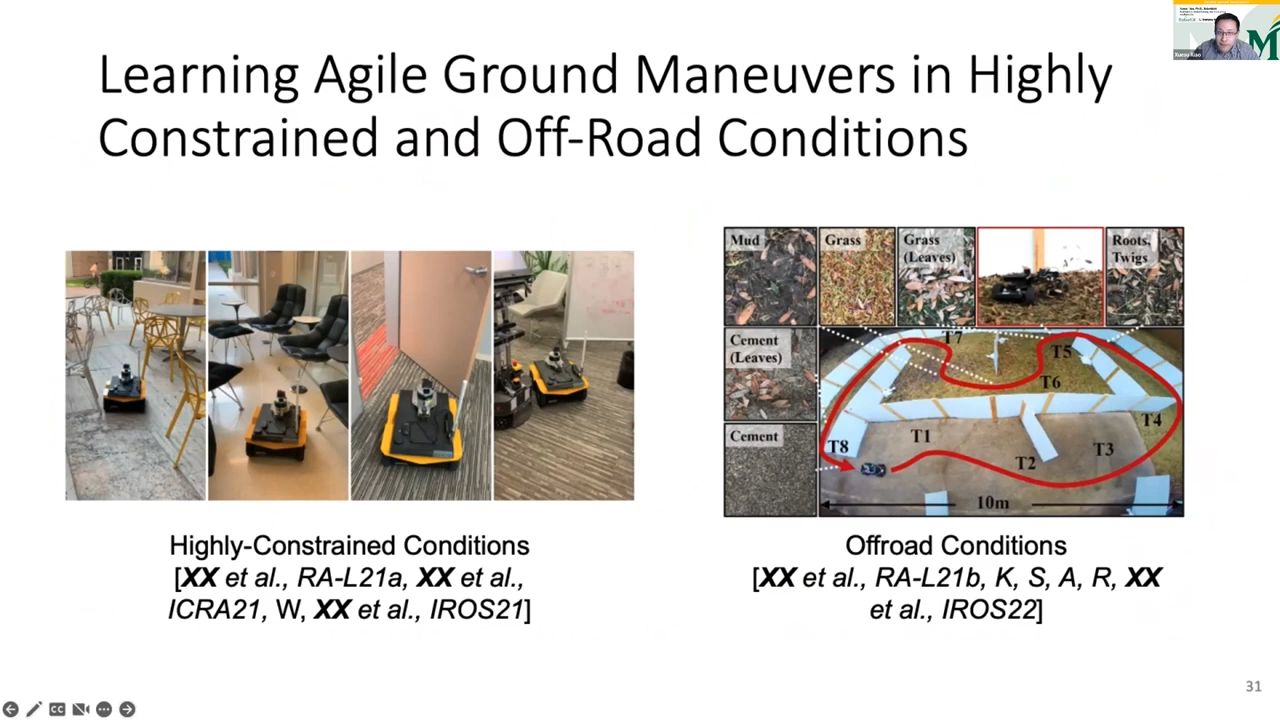 Learning Agile Ground Maneuvers in Highly
Constrained and Off-Road Conditions
Mud
Grass
Grass
(Leaves)
Roots,
Twigs
Cement
(Leaves)
Cement
T7
T5
T6
T4
T8
T1
T2
T3
10m
Highly-Constrained Conditions
[XX et al., RA-L21a, XX et al.,
ICRA21, W, XX et al., IROS21]
Offroad Conditions
[XX et al., RA-L21b, K, S, A, R, XX
et al., IROS22]
31
CC
Xuesu Xiao
M